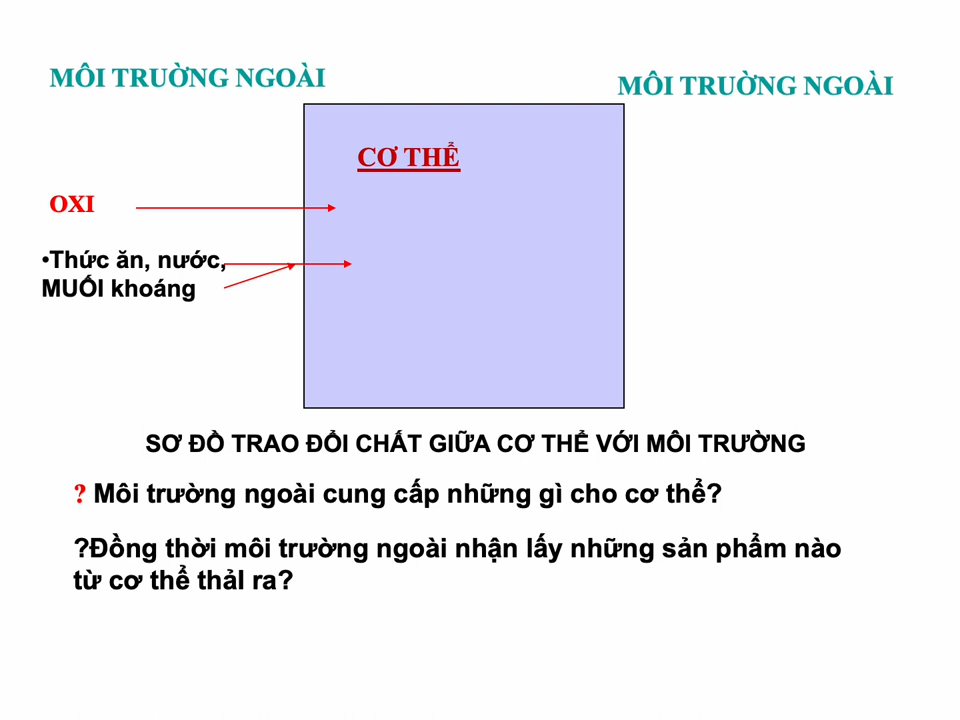 MÔI TRUỜNG NGOÀI
MÔI TRUỜNG NGOÀI
CƠ THỂ
OXI
•Thức ăn, nước,
MUỐI khoáng
SƠ ĐỒ TRAO ĐỔI CHẤT GIỮA CƠ THỂ VỚI MÔI TRƯỜNG
? Môi trường ngoài cung cấp những gì cho cơ thể?
?Đồng thời môi trường ngoài nhận lấy những sản phẩm nào
từ cơ thể thảI ra?